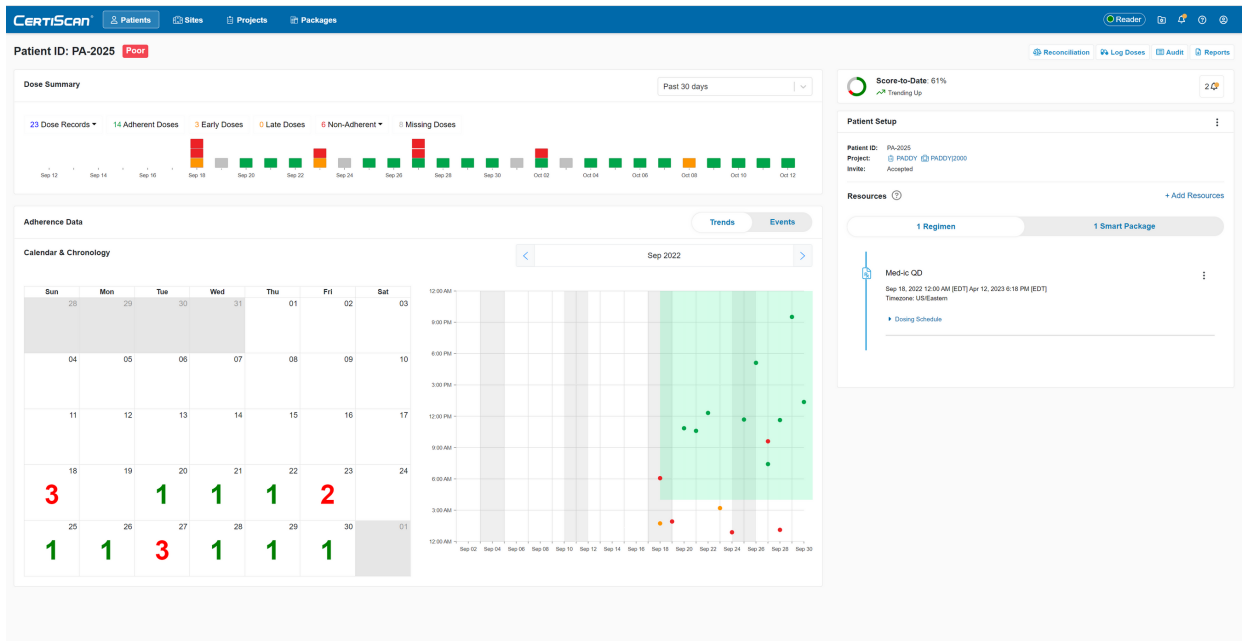 CERTISCAN
Patients
Sites
Projects
Packages
Reader
Patient ID: PA-2025 Poor
Reconciliation
Log Doses
Audit
Reports
Dose Summary
Past 30 days
23 Dose Records
14 Adherent Doses
3 Early Doses
0 Late Doses
6 Non-Adherent
8 Missing Doses
Sep 12 Sep 14 Sep 16 Sep 18 Sep 20 Sep 22 Sep 24 Sep 26 Sep 28 Sep 30 Oct 02 Oct 04 Oct 06 Oct 08 Oct 10 Oct 12
Score-to-Date: 61%
Trending Up
2
Patient Setup
Patient ID: PA-2025
Project: PADDY PADDY|2000
Invite: Accepted
Resources
+ Add Resources
1 Regimen
1 Smart Package
Med-ic QD
Sep 18, 2022 12:00 AM [EDT] Apr 12, 2023 6:18 PM [EDT]
Timezone: US/Eastern
Dosing Schedule
Adherence Data
Trends
Events
Calendar & Chronology
Sep 2022
Sun Mon Tue Wed Thu Fri Sat
28 29 30 31 01 02 03
04 05 06 07 08 09 10
11 12 13 14 15 16 17
18 19 20 21 22 23 24
3 1 1 1 2
25 26 27 28 29 30 01
1 1 3 1 1 1
12:00 AM
9:00 PM
6:00 PM
3:00 PM
12:00 PM
9:00 AM
6:00 AM
3:00 AM
12:00 AM
Sep 02 Sep 04 Sep 06 Sep 08 Sep 10 Sep 12 Sep 14 Sep 16 Sep 18 Sep 20 Sep 22 Sep 24 Sep 26 Sep 28 Sep 30